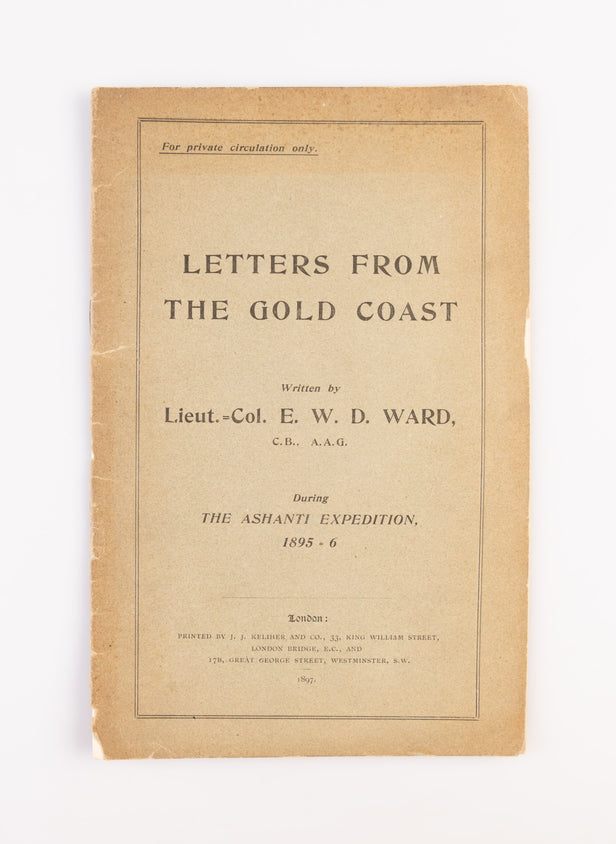 For private circulation only.
LETTERS FROM
THE GOLD COAST
Written by
Lieut.=Col. E. W. D. WARD,
C.B., A.A.G.
During
THE ASHANTI EXPEDITION,
1895 - 6
London:
PRINTED BY J. J. KELIHER AND CO., 33, KING WILLIAM STREET,
LONDON BRIDGE, E.C., AND
17B, GREAT GEORGE STREET, WESTMINSTER, S.W.
1897.